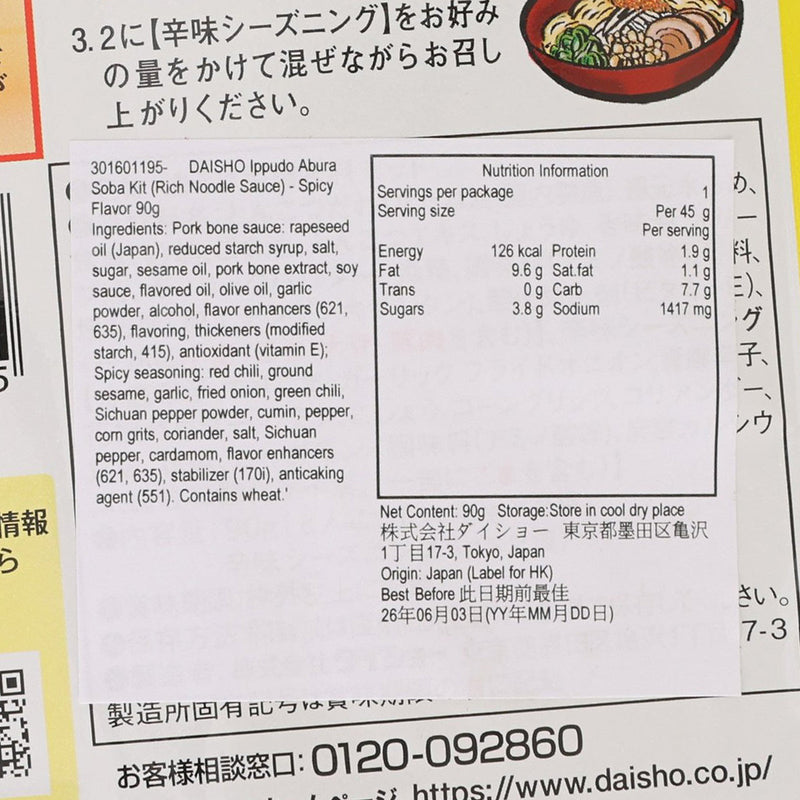 3.2に【辛味シーズニング】をお好み
の量をかけて混ぜながらお召し
上がりください。
301601195- DAISHO Ippudo Abura
Soba Kit (Rich Noodle Sauce) - Spicy
Flavor 90g
Ingredients: Pork bone sauce: rapeseed
oil (Japan), reduced starch syrup, salt,
sugar, sesame oil, pork bone extract, soy
sauce, flavored oil, olive oil, garlic
powder, alcohol, flavor enhancers (621,
635), flavoring, thickeners (modified
starch, 415), antioxidant (vitamin E);
Spicy seasoning: red chili, ground
sesame, garlic, fried onion, green chili,
Sichuan pepper powder, cumin, pepper,
corn grits, coriander, salt, Sichuan
pepper, cardamom, flavor enhancers
(621, 635), stabilizer (170i), anticaking
agent (551). Contains wheat.'
Nutrition Information
Servings per package 1
Serving size Per 45 g
Per serving
Energy 126 kcal Protein 1.9 g
Fat 9.6 g Sat.fat 1.1 g
Trans 0 g Carb 7.7 g
Sugars 3.8 g Sodium 1417 mg
Net Content: 90g Storage:Store in cool dry place
株式会社ダイショー 東京都墨田区亀沢
1丁目17-3, Tokyo, Japan
Origin: Japan (Label for HK)
Best Before 此日期前最佳
26年06月03日(YY年MM月DD日)
情報
ら
さい。
7-3
製造所固有記号は賞味期限
お客様相談窓口:0120-092860
https://www.daisho.co.jp/